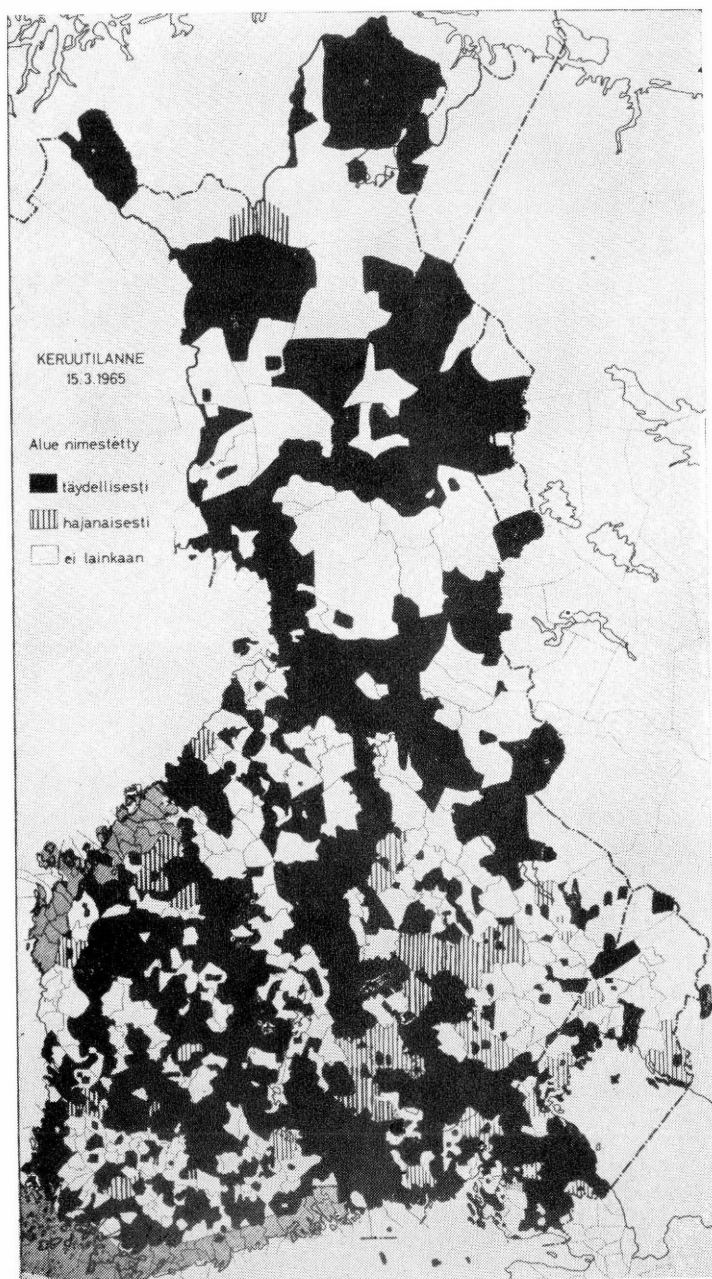 KERUUTILANNE
15.3.1965
Alue nimestetty
täydellisesti
hajanaisesti
ei lainkaan